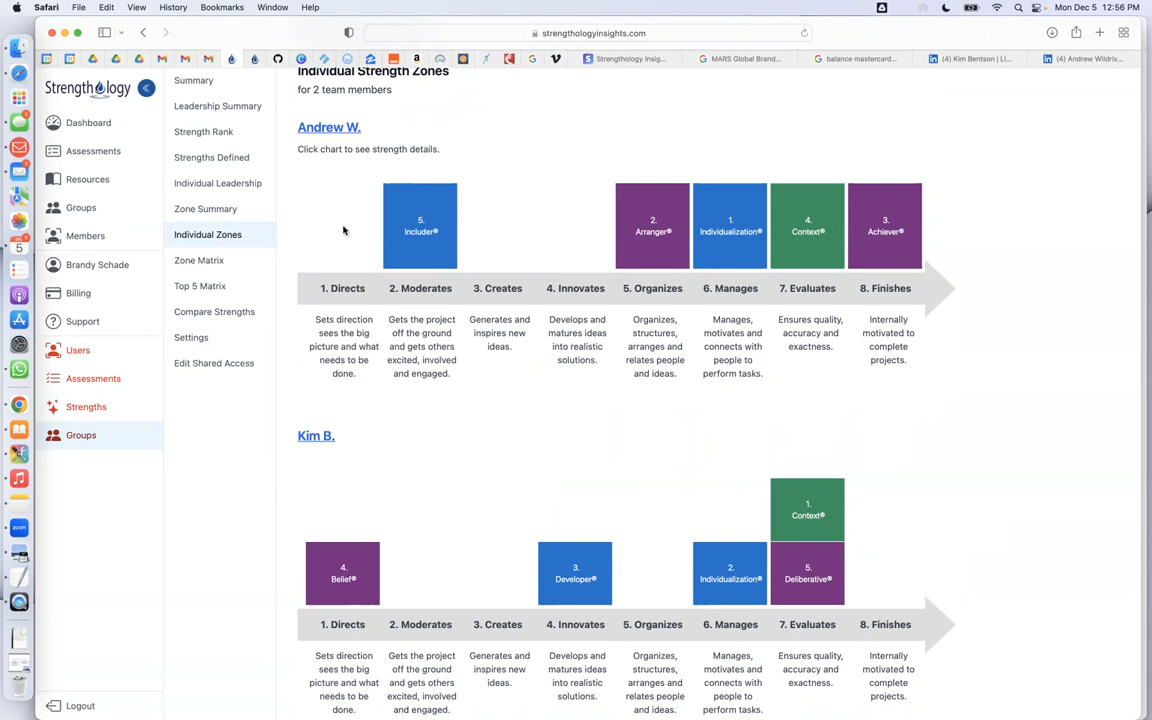 Safari File Edit View History Bookmarks Window Help
Mon Dec 5 12:56 PM
strengthologyinsights.com
Strengthology Insig...
MARS Global Brand...
balance mastercard...
(4) Kim Bentson | Li...
(4) Andrew Wildrix...
Strengthology
Dashboard
Assessments
Resources
Groups
Members
Brandy Schade
Billing
Support
Users
Assessments
Strengths
Groups
Logout
Summary
Leadership Summary
Strength Rank
Strengths Defined
Individual Leadership
Zone Summary
Individual Zones
Zone Matrix
Top 5 Matrix
Compare Strengths
Settings
Edit Shared Access
Individual Strength Zones
for 2 team members
Andrew W.
Click chart to see strength details.
5.
Includer®
2.
Arranger®
1.
Individualization®
4.
Context®
3.
Achiever®
1. Directs
2. Moderates
3. Creates
4. Innovates
5. Organizes
6. Manages
7. Evaluates
8. Finishes
Sets direction
sees the big
picture and what
needs to be
done.
Gets the project
off the ground
and gets others
excited, involved
and engaged.
Generates and
inspires new
ideas.
Develops and
matures ideas
into realistic
solutions.
Organizes,
structures,
arranges and
relates people
and ideas.
Manages,
motivates and
connects with
people to
perform tasks.
Ensures quality,
accuracy and
exactness.
Internally
motivated to
complete
projects.
Kim B.
4.
Belief®
3.
Developer®
2.
Individualization®
1.
Context®
5.
Deliberative®
1. Directs
2. Moderates
3. Creates
4. Innovates
5. Organizes
6. Manages
7. Evaluates
8. Finishes
Sets direction
sees the big
picture and what
needs to be
done.
Gets the project
off the ground
and gets others
excited, involved
and engaged.
Generates and
inspires new
ideas.
Develops and
matures ideas
into realistic
solutions.
Organizes,
structures,
arranges and
relates people
and ideas.
Manages,
motivates and
connects with
people to
perform tasks.
Ensures quality,
accuracy and
exactness.
Internally
motivated to
complete
projects.